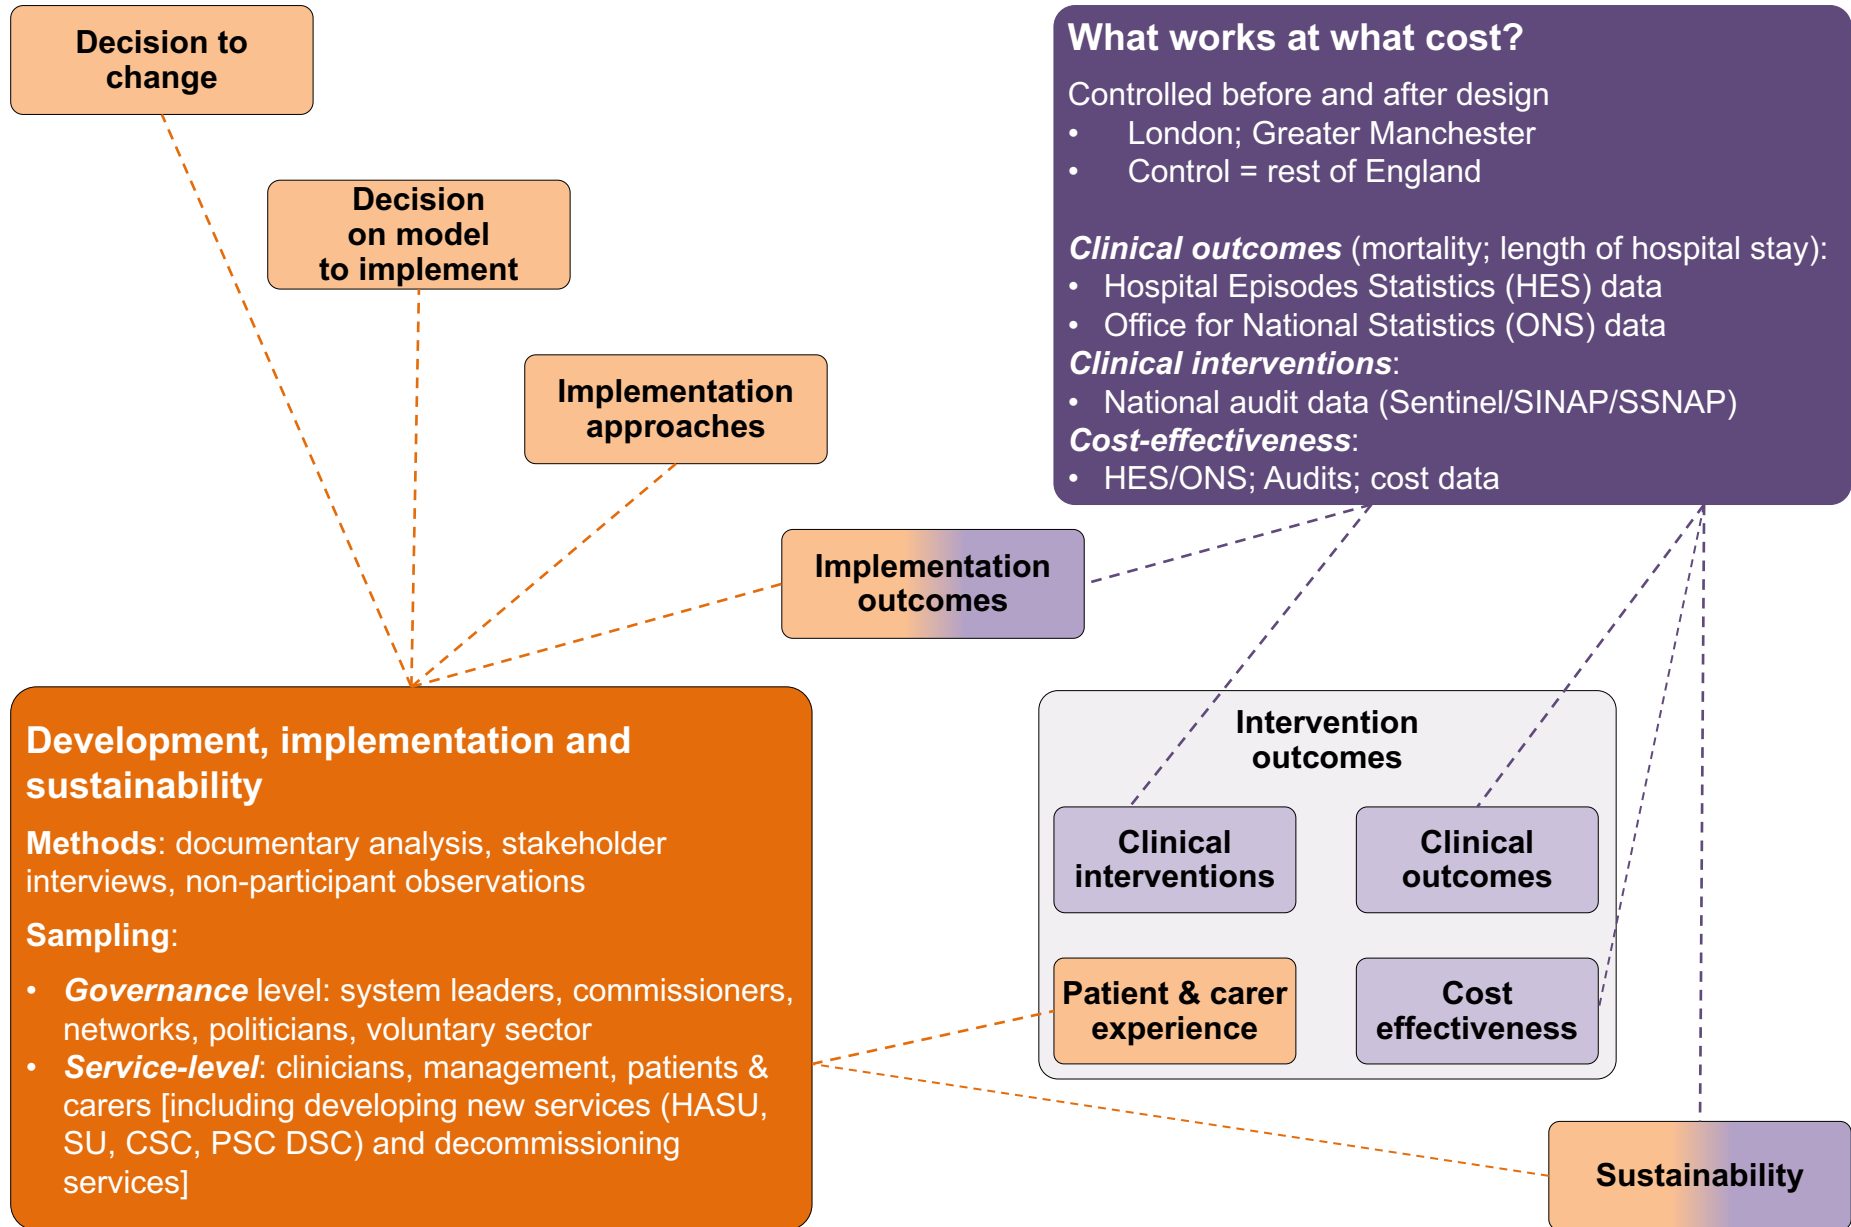 Decision to
change
What works at what cost?
Controlled before and after design
• London; Greater Manchester
• Control = rest of England
Clinical outcomes (mortality; length of hospital stay):
• Hospital Episodes Statistics (HES) data
• Office for National Statistics (ONS) data
Clinical interventions:
• National audit data (Sentinel/SINAP/SSNAP)
Cost-effectiveness:
• HES/ONS; Audits; cost data
Decision
on model
to implement
Implementation
approaches
Implementation
outcomes
Development, implementation and
sustainability
Methods: documentary analysis, stakeholder
interviews, non-participant observations
Sampling:
• Governance level: system leaders, commissioners,
networks, politicians, voluntary sector
• Service-level: clinicians, management, patients &
carers [including developing new services (HASU,
SU, CSC, PSC DSC) and decommissioning
services]
Intervention
outcomes
Clinical
interventions
Clinical
outcomes
Patient & carer
experience
Cost
effectiveness
Sustainability